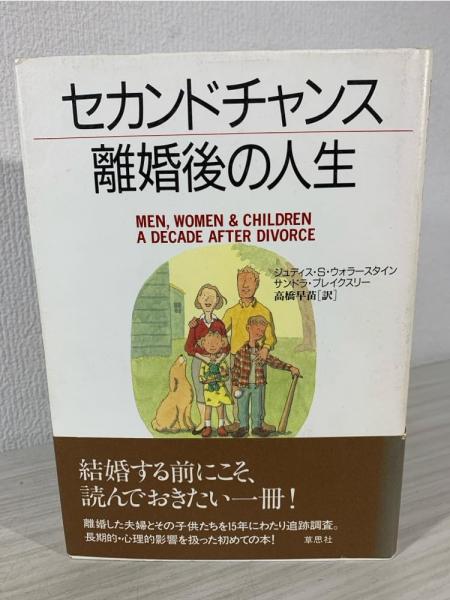 セカンドチャンス
離婚後の人生
MEN, WOMEN & CHILDREN
A DECADE AFTER DIVORCE
ジュディス・S・ウォラースタイン
サンドラ・ブレイクスリー
高橋早苗[訳]
結婚する前にこそ、
読んでおきたい一冊!
離婚した夫婦とその子供たちを15年にわたり追跡調査。
長期的・心理的影響を扱った初めての本! 草思社